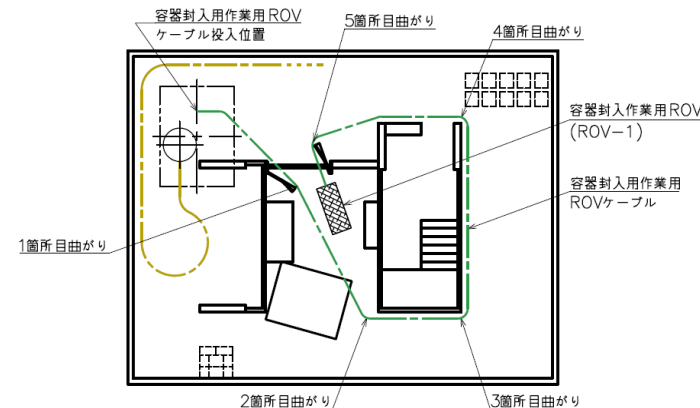 容器封入用作業用ROV
ケーブル投入位置
5箇所目曲がり
4箇所目曲がり
容器封入作業用ROV
(ROV-1)
容器封入用作業用
ROVケーブル
1箇所目曲がり
2箇所目曲がり
3箇所目曲がり